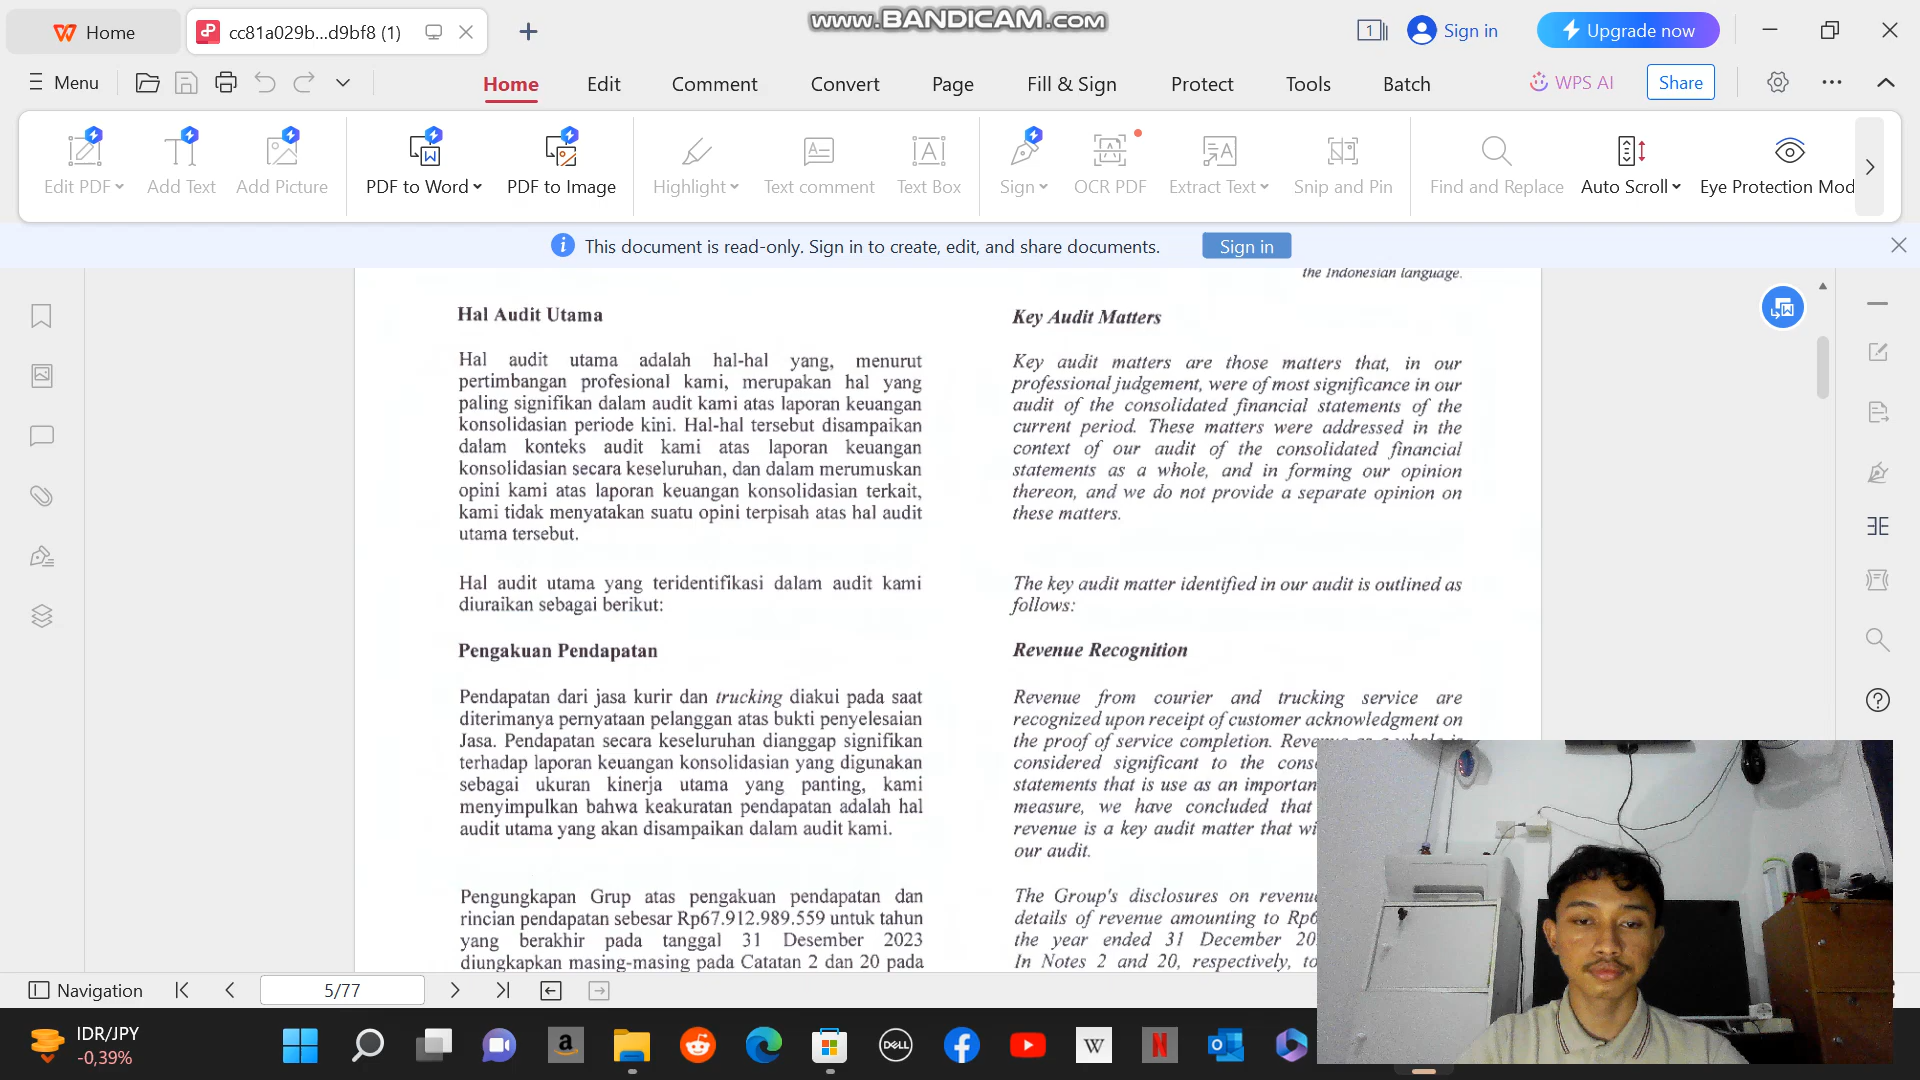 www.BANDICAM.com
Home
cc81a029b...d9bf8 (1)
1
Sign in
Upgrade now
Menu
Home
Edit
Comment
Convert
Page
Fill & Sign
Protect
Tools
Batch
WPS AI
Share
Edit PDF
Add Text
Add Picture
PDF to Word
PDF to Image
Highlight
Text comment
Text Box
Sign
OCR PDF
Extract Text
Snip and Pin
Find and Replace
Auto Scroll
Eye Protection Mod
This document is read-only. Sign in to create, edit, and share documents.
Sign in
the Indonesian language.
Hal Audit Utama
Hal audit utama adalah hal-hal yang, menurut
pertimbangan profesional kami, merupakan hal yang
paling signifikan dalam audit kami atas laporan keuangan
konsolidasian periode kini. Hal-hal tersebut disampaikan
dalam konteks audit kami atas laporan keuangan
konsolidasian secara keseluruhan, dan dalam merumuskan
opini kami atas laporan keuangan konsolidasian terkait,
kami tidak menyatakan suatu opini terpisah atas hal audit
utama tersebut.
Hal audit utama yang teridentifikasi dalam audit kami
diuraikan sebagai berikut:
Pengakuan Pendapatan
Pendapatan dari jasa kurir dan trucking diakui pada saat
diterimanya pernyataan pelanggan atas bukti penyelesaian
Jasa. Pendapatan secara keseluruhan dianggap signifikan
terhadap laporan keuangan konsolidasian yang digunakan
sebagai ukuran kinerja utama yang panting, kami
menyimpulkan bahwa keakuratan pendapatan adalah hal
audit utama yang akan disampaikan dalam audit kami.
Pengungkapan Grup atas pengakuan pendapatan dan
rincian pendapatan sebesar Rp67.912.989.559 untuk tahun
yang berakhir pada tanggal 31 Desember 2023
diungkapkan masing-masing pada Catatan 2 dan 20 pada
Key Audit Matters
Key audit matters are those matters that, in our
professional judgement, were of most significance in our
audit of the consolidated financial statements of the
current period. These matters were addressed in the
context of our audit of the consolidated financial
statements as a whole, and in forming our opinion
thereon, and we do not provide a separate opinion on
these matters.
The key audit matter identified in our audit is outlined as
follows:
Revenue Recognition
Revenue from courier and trucking service are
recognized upon receipt of customer acknowledgment on
the proof of service completion. Revenue as a whole is
considered significant to the cons
statements that is use as an important
measure, we have concluded that
revenue is a key audit matter that wi
our audit.
The Group's disclosures on revenu
details of revenue amounting to Rp6
the year ended 31 December 20
In Notes 2 and 20, respectively, to
Navigation
5/77
IDR/JPY
-0,39%
a
DELL
W
N